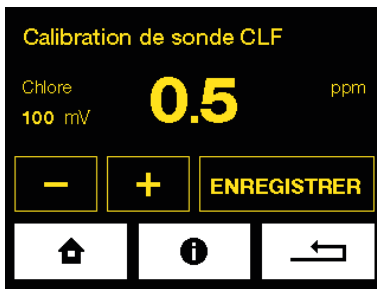 Calibration de sonde CLF
Chlore
100 mV
0.5
ppm
− +
ENREGISTRER